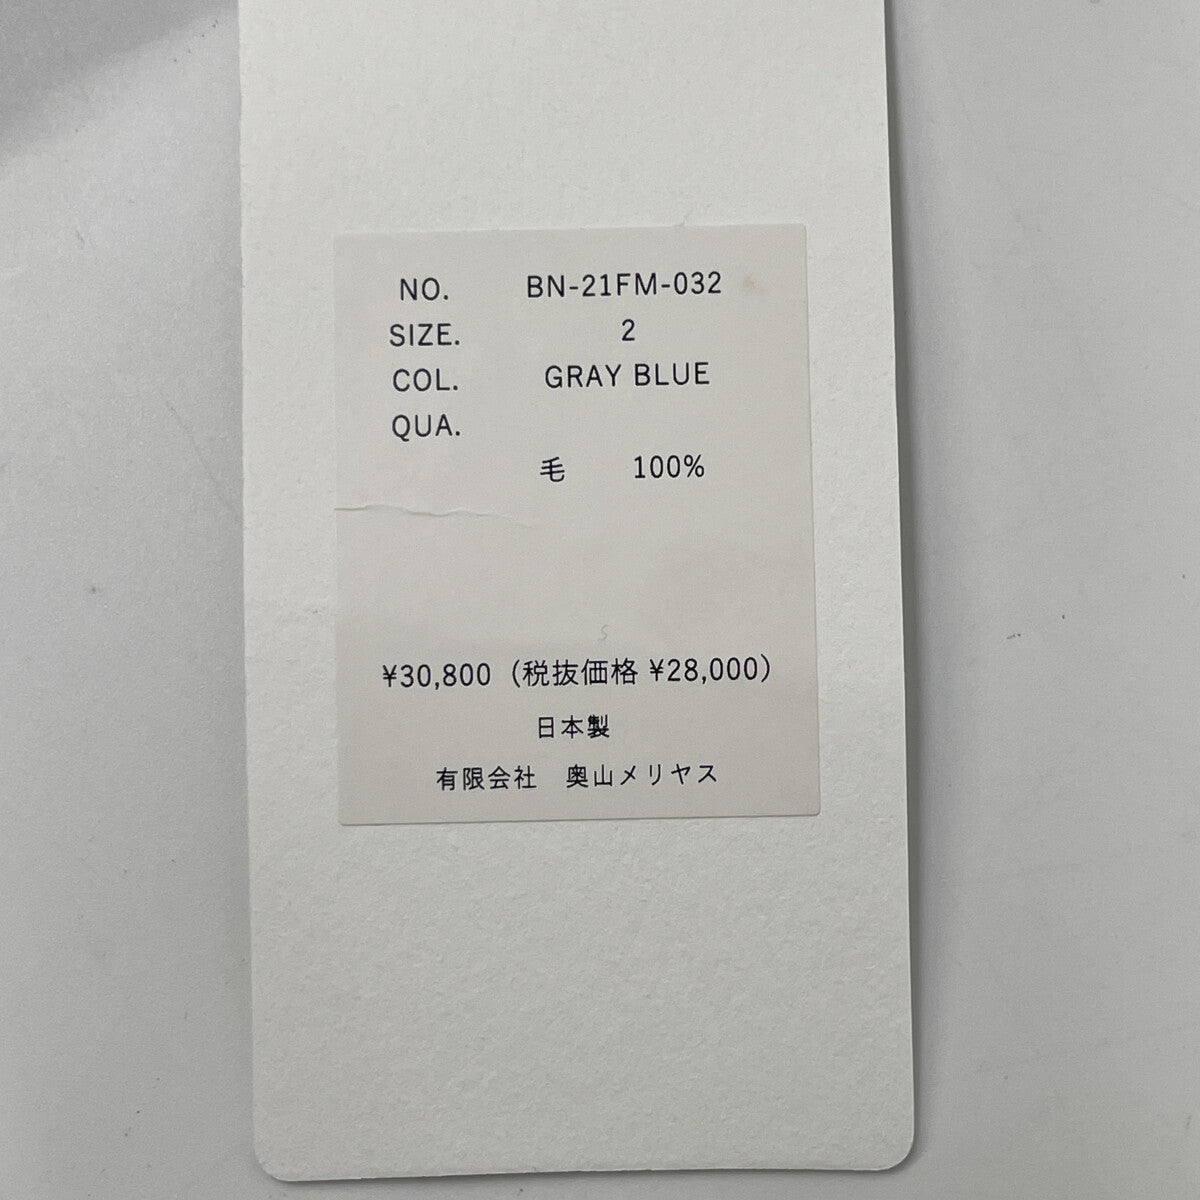 NO. BN-21FM-032
SIZE. 2
COL. GRAY BLUE
QUA.
毛 100%
¥30,800（税抜価格 ¥28,000）
日本製
有限会社　奥山メリヤス